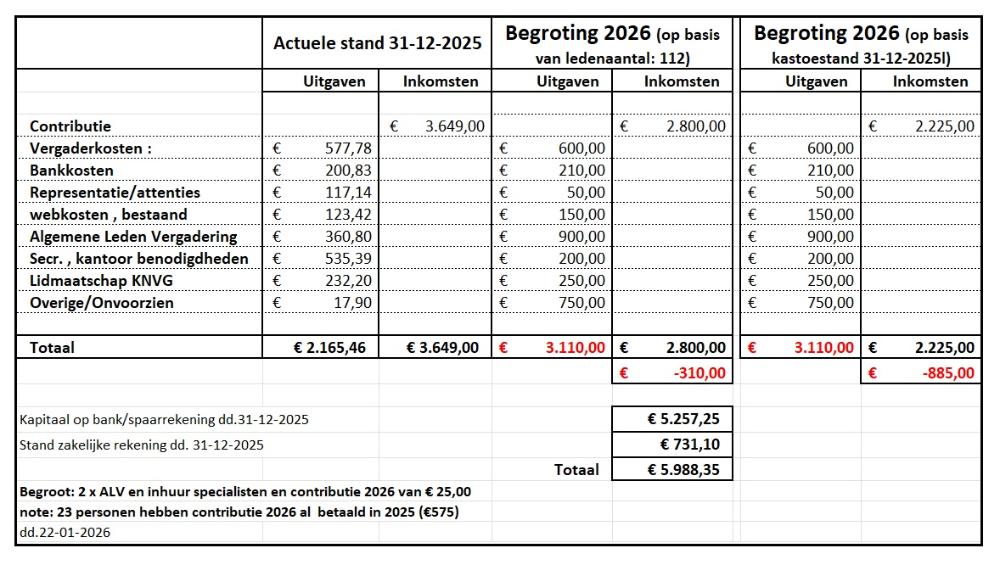 Actuele stand 31-12-2025 Begroting 2026 (op basis van ledenaantal: 112) Begroting 2026 (op basis kastoestand 31-12-2025l)
Uitgaven Inkomsten Uitgaven Inkomsten Uitgaven Inkomsten
Contributie € 3.649,00 € 2.800,00 € 2.225,00
Vergaderkosten : € 577,78 € 600,00 € 600,00
Bankkosten € 200,83 € 210,00 € 210,00
Representatie/attenties € 117,14 € 50,00 € 50,00
webkosten , bestaand € 123,42 € 150,00 € 150,00
Algemene Leden Vergadering € 360,80 € 900,00 € 900,00
Secr. , kantoor benodigdheden € 535,39 € 200,00 € 200,00
Lidmaatschap KNVG € 232,20 € 250,00 € 250,00
Overige/Onvoorzien € 17,90 € 750,00 € 750,00
Totaal € 2.165,46 € 3.649,00 € 3.110,00 € 2.800,00 € 3.110,00 € 2.225,00
€ -310,00 € -885,00
Kapitaal op bank/spaarrekening dd.31-12-2025 € 5.257,25
Stand zakelijke rekening dd. 31-12-2025 € 731,10
Totaal € 5.988,35
Begroot: 2 x ALV en inhuur specialisten en contributie 2026 van € 25,00
note: 23 personen hebben contributie 2026 al betaald in 2025 (€575)
dd.22-01-2026